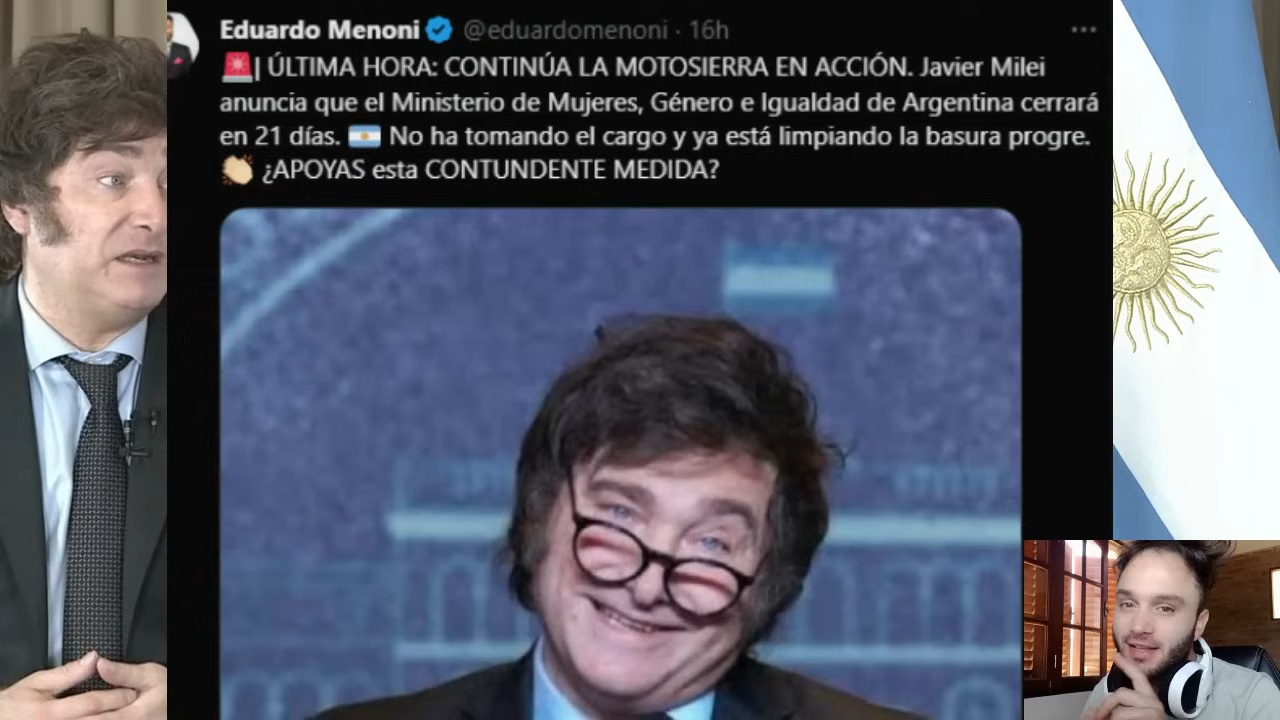 Eduardo Menoni @eduardomenoni · 16h
🚨| ÚLTIMA HORA: CONTINÚA LA MOTOSIERRA EN ACCIÓN. Javier Milei
anuncia que el Ministerio de Mujeres, Género e Igualdad de Argentina cerrará
en 21 días. 🇦🇷 No ha tomando el cargo y ya está limpiando la basura progre.
👏🏼 ¿APOYAS esta CONTUNDENTE MEDIDA?